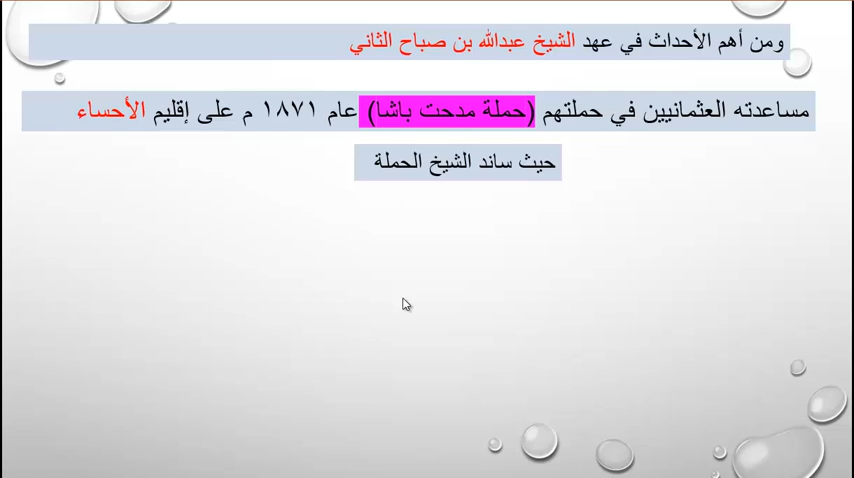 ومن أهم الأحداث في عهد الشيخ عبدالله بن صباح الثاني
مساعدته العثمانيين في حملتهم (حملة مدحت باشا) عام ١٨٧١ م على إقليم الأحساء
حيث ساند الشيخ الحملة